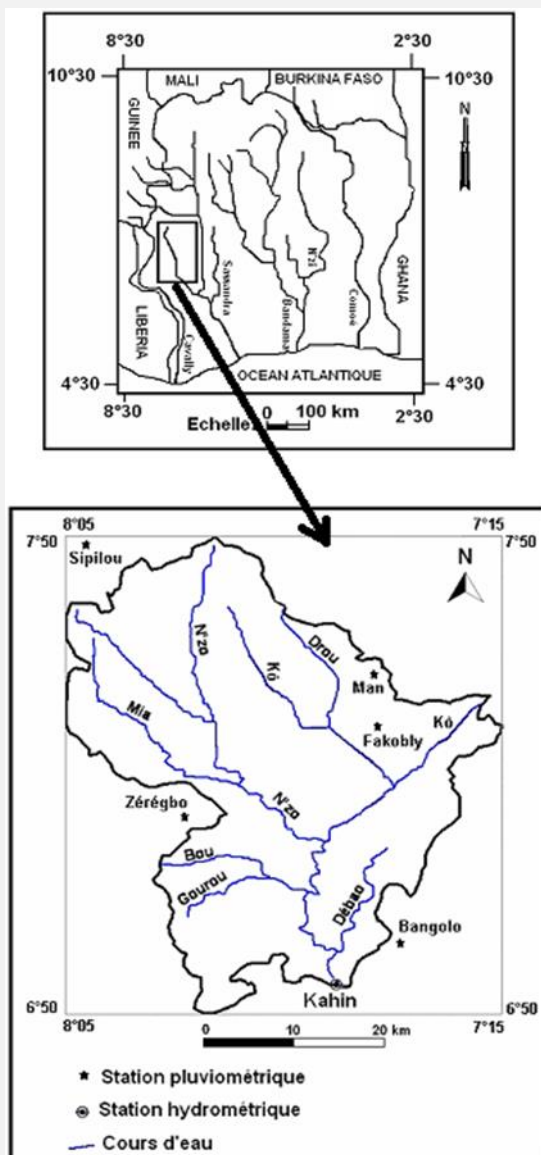 8°30 2°30
10°30 10°30
MALI BURKINA FASO
GUINEE
N
N'zi
Sassandra
Bandama
Comoé
GHANA
LIBERIA
Cavally
OCEAN ATLANTIQUE
4°30 4°30
8°30 2°30
Echelle: 0 100 km
8°05 7°15
7°50 7°50
Sipilou
N
N'zo
Kô
Drou
Man
Kô
Mia
Fakobly
N'zo
Zérégbo
Bou
Gourou
Débao
Bangolo
Kahin
6°50 6°50
8°05 7°15
0 10 20 km
Station pluviométrique
Station hydrométrique
Cours d'eau